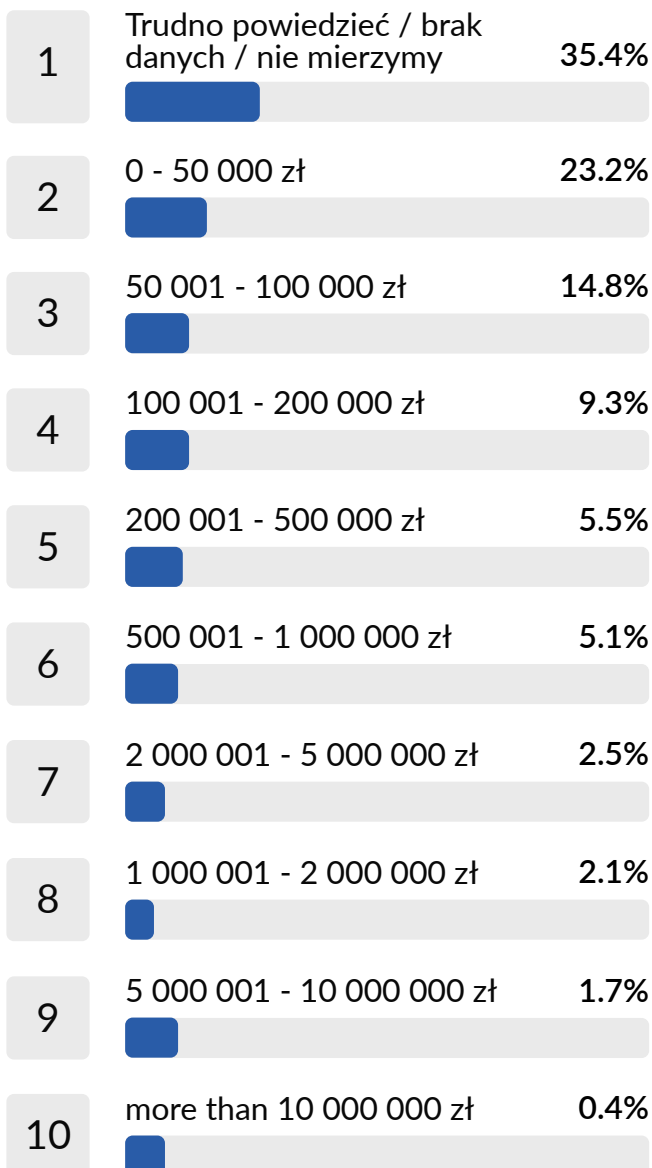 1
Trudno powiedzieć / brak
danych / nie mierzymy
35.4%
2
0 - 50 000 zł
23.2%
3
50 001 - 100 000 zł
14.8%
4
100 001 - 200 000 zł
9.3%
5
200 001 - 500 000 zł
5.5%
6
500 001 - 1 000 000 zł
5.1%
7
2 000 001 - 5 000 000 zł
2.5%
8
1 000 001 - 2 000 000 zł
2.1%
9
5 000 001 - 10 000 000 zł
1.7%
10
more than 10 000 000 zł
0.4%